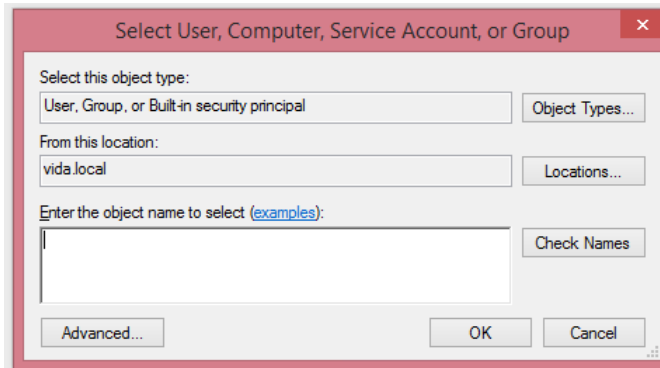 Select User, Computer, Service Account, or Group
Select this object type:
User, Group, or Built-in security principal
Object Types...
From this location:
vida.local
Locations...
Enter the object name to select (examples):
Check Names
Advanced...
OK
Cancel